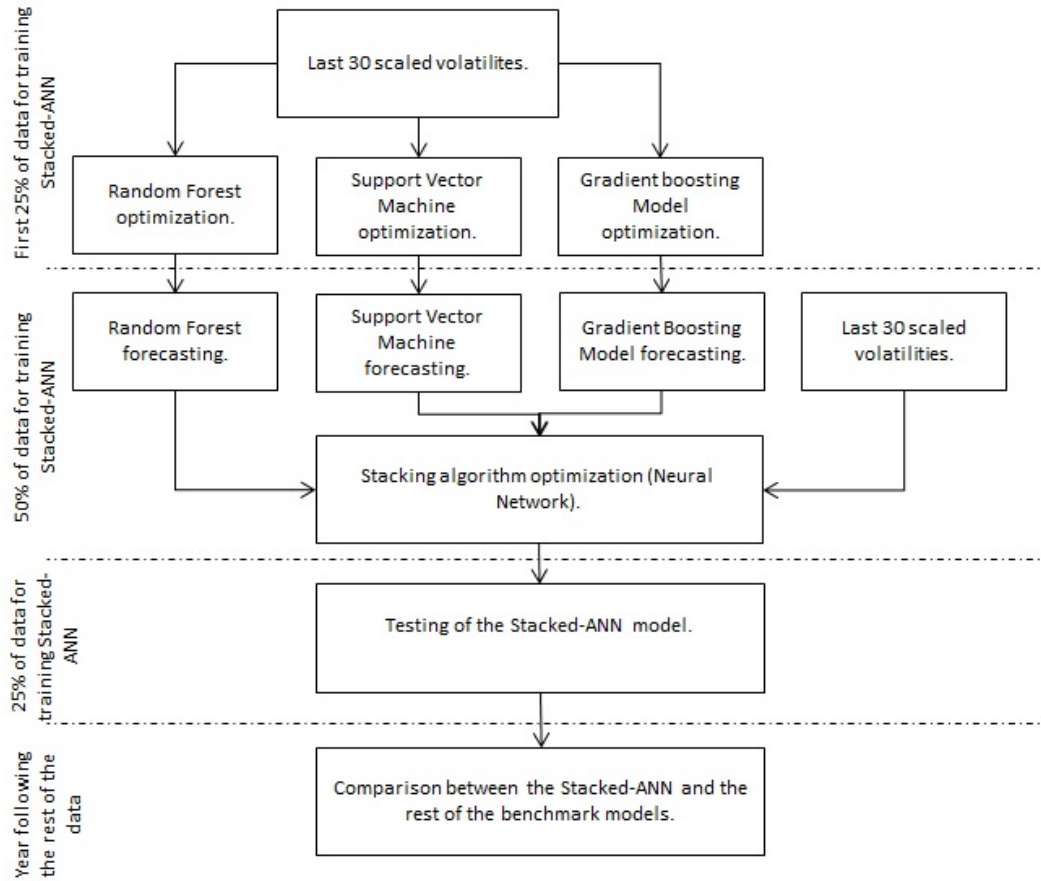 First 25% of data for training
Stacked-ANN
Last 30 scaled volatilites.
Random Forest
optimization.
Support Vector
Machine
optimization.
Gradient boosting
Model
optimization.
50% of data for training
Stacked-ANN
Random Forest
forecasting.
Support Vector
Machine
forecasting.
Gradient Boosting
Model forecasting.
Last 30 scaled
volatilities.
Stacking algorithm optimization (Neural
Network).
25% of data for
training Stacked-
ANN
Testing of the Stacked-ANN model.
Year following
the rest of the
data
Comparison between the Stacked-ANN and the
rest of the benchmark models.